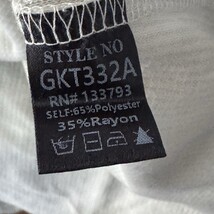 STYLE NO
GKT332A
RN# 133793
SELF:65%Polyester
35%Rayon